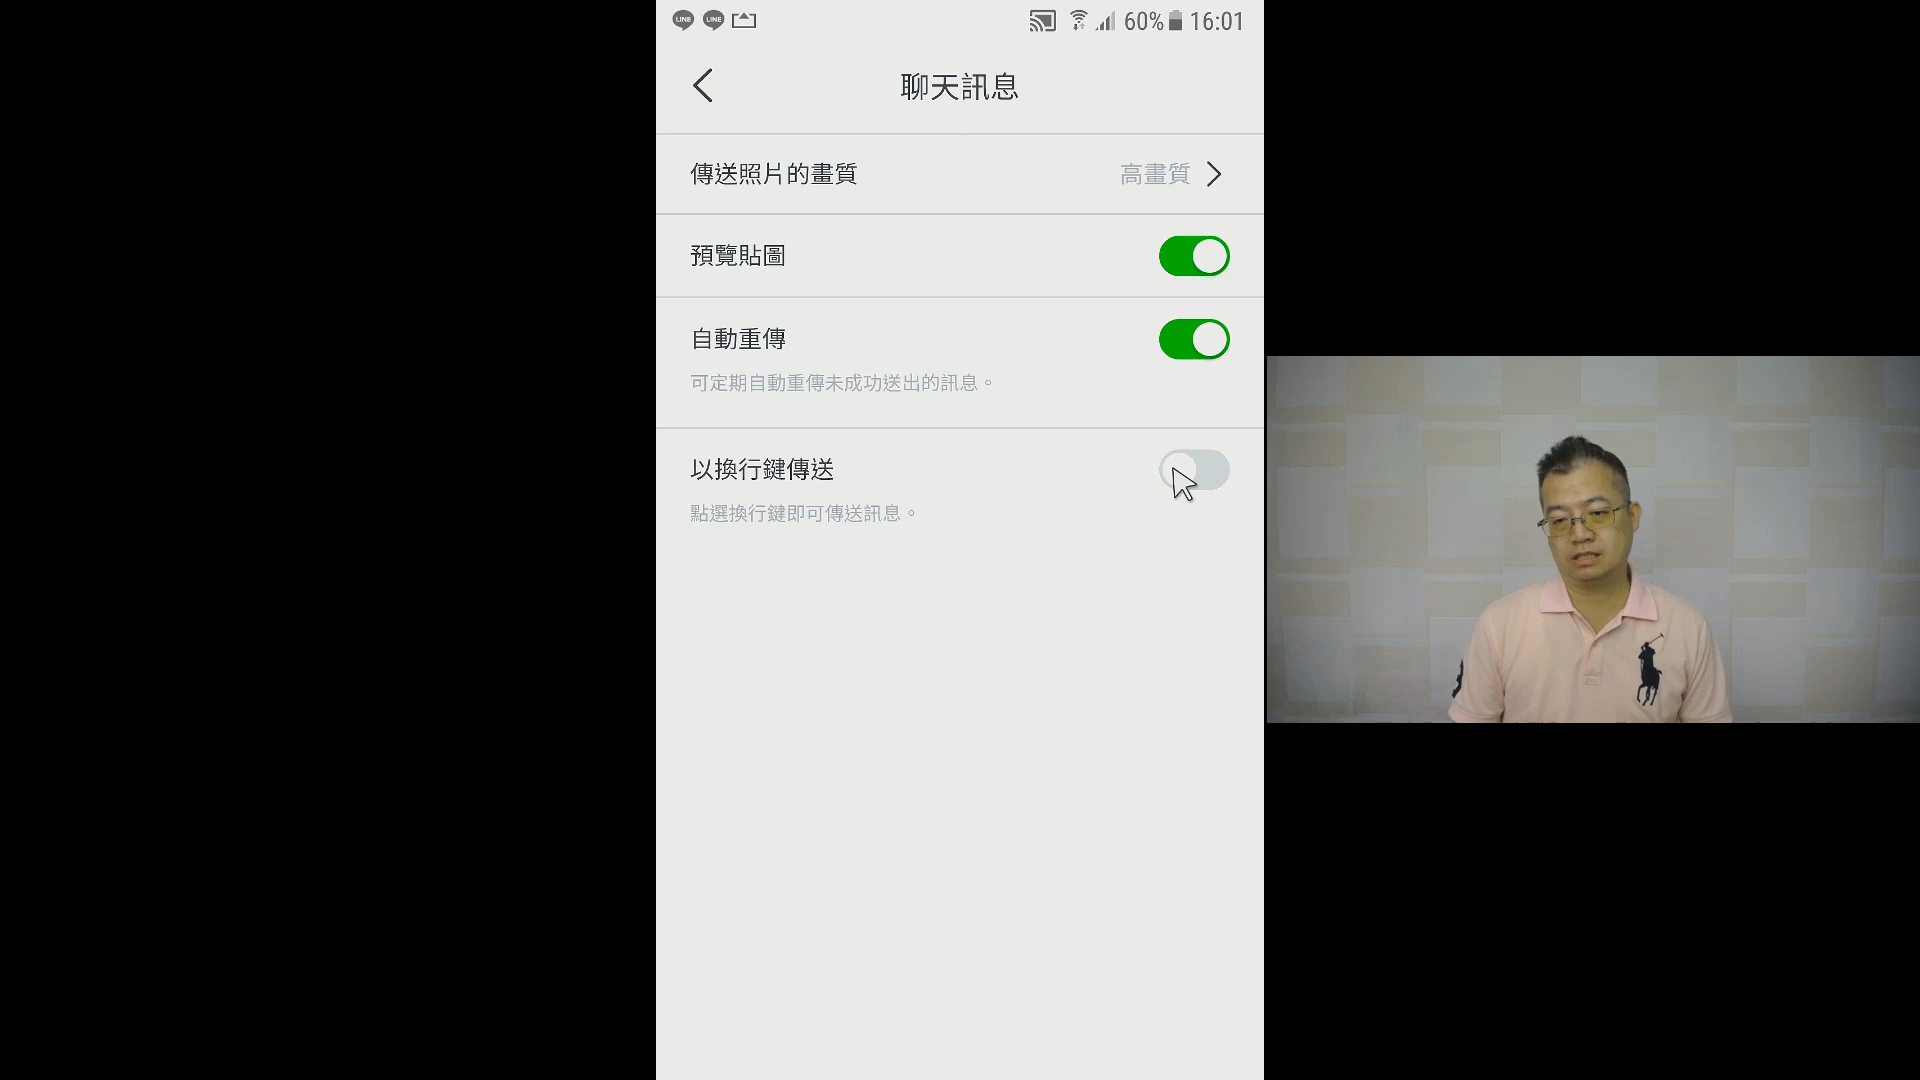 LINE LINE 60% 16:01
聊天訊息
傳送照片的畫質 高畫質
預覽貼圖
自動重傳
可定期自動重傳未成功送出的訊息。
以換行鍵傳送
點選換行鍵即可傳送訊息。